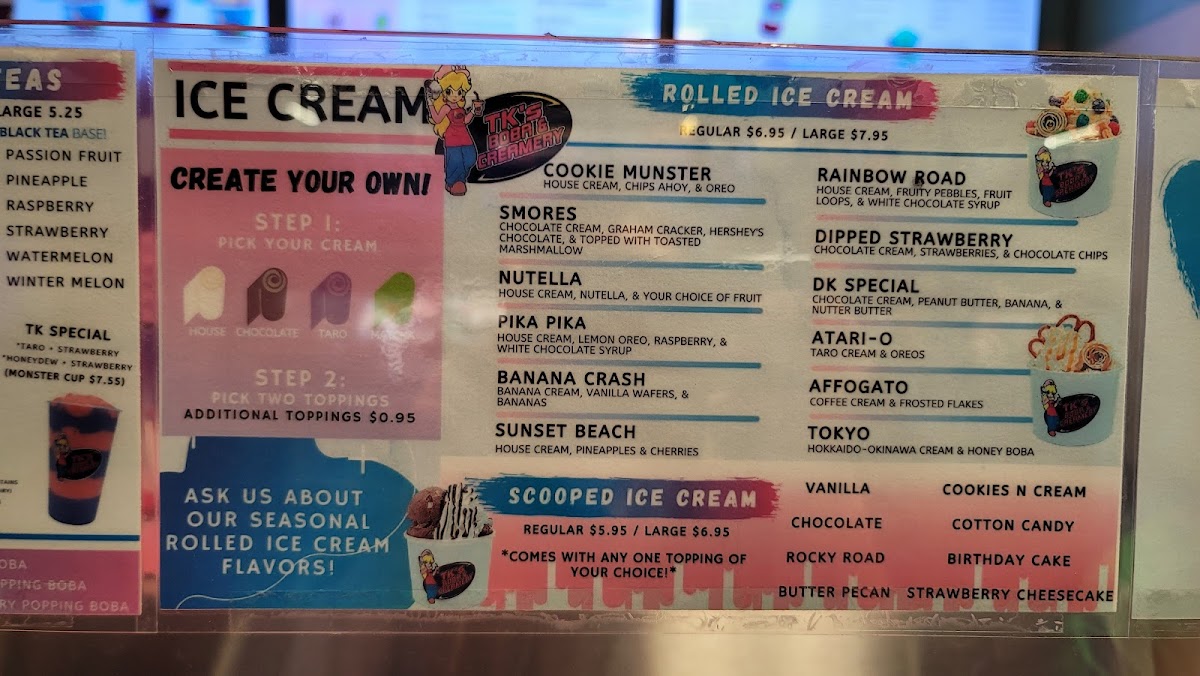 TEAS
LARGE 5.25
BLACK TEA BASE!
PASSION FRUIT
PINEAPPLE
RASPBERRY
STRAWBERRY
WATERMELON
WINTER MELON
TK SPECIAL
*TARO + STRAWBERRY
*HONEYDEW + STRAWBERRY
(MONSTER CUP $7.55)
BOBA
POPPING BOBA
RY POPPING BOBA
ICE CREAM
TK'S
BOBA &
CREAMERY
CREATE YOUR OWN!
STEP 1:
PICK YOUR CREAM
HOUSE CHOCOLATE TARO
STEP 2:
PICK TWO TOPPINGS
ADDITIONAL TOPPINGS $0.95
ASK US ABOUT
OUR SEASONAL
ROLLED ICE CREAM
FLAVORS!
ROLLED ICE CREAM
REGULAR $6.95 / LARGE $7.95
COOKIE MUNSTER
HOUSE CREAM, CHIPS AHOY, & OREO
SMORES
CHOCOLATE CREAM, GRAHAM CRACKER, HERSHEY'S
CHOCOLATE, & TOPPED WITH TOASTED
MARSHMALLOW
NUTELLA
HOUSE CREAM, NUTELLA, & YOUR CHOICE OF FRUIT
PIKA PIKA
HOUSE CREAM, LEMON OREO, RASPBERRY, &
WHITE CHOCOLATE SYRUP
BANANA CRASH
BANANA CREAM, VANILLA WAFERS, &
BANANAS
SUNSET BEACH
HOUSE CREAM, PINEAPPLES & CHERRIES
RAINBOW ROAD
HOUSE CREAM, FRUITY PEBBLES, FRUIT
LOOPS, & WHITE CHOCOLATE SYRUP
DIPPED STRAWBERRY
CHOCOLATE CREAM, STRAWBERRIES, & CHOCOLATE CHIPS
DK SPECIAL
CHOCOLATE CREAM, PEANUT BUTTER, BANANA, &
NUTTER BUTTER
ATARI-O
TARO CREAM & OREOS
AFFOGATO
COFFEE CREAM & FROSTED FLAKES
TOKYO
HOKKAIDO-OKINAWA CREAM & HONEY BOBA
SCOOPED ICE CREAM
REGULAR $5.95 / LARGE $6.95
*COMES WITH ANY ONE TOPPING OF
YOUR CHOICE!*
VANILLA
CHOCOLATE
ROCKY ROAD
BUTTER PECAN
COOKIES N CREAM
COTTON CANDY
BIRTHDAY CAKE
STRAWBERRY CHEESECAKE